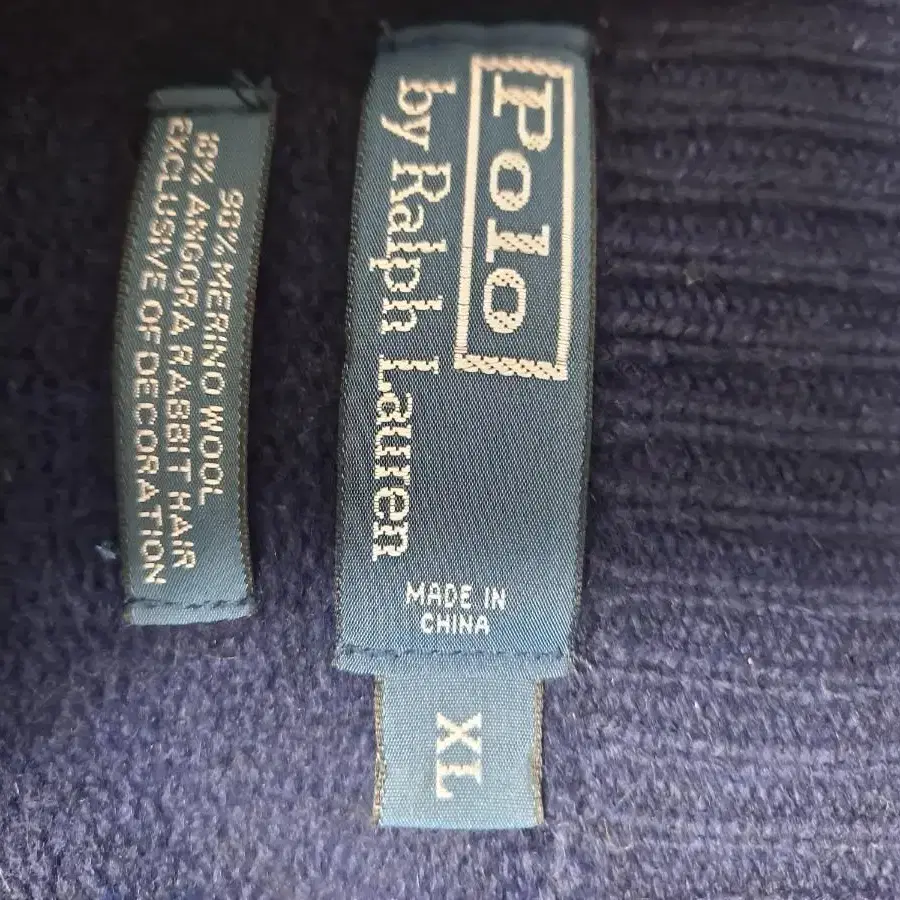 Polo
by Ralph Lauren
MADE IN
CHINA
XL
90% MERINO WOOL
10% ANGORA RABBIT HAIR
EXCLUSIVE OF DECORATION